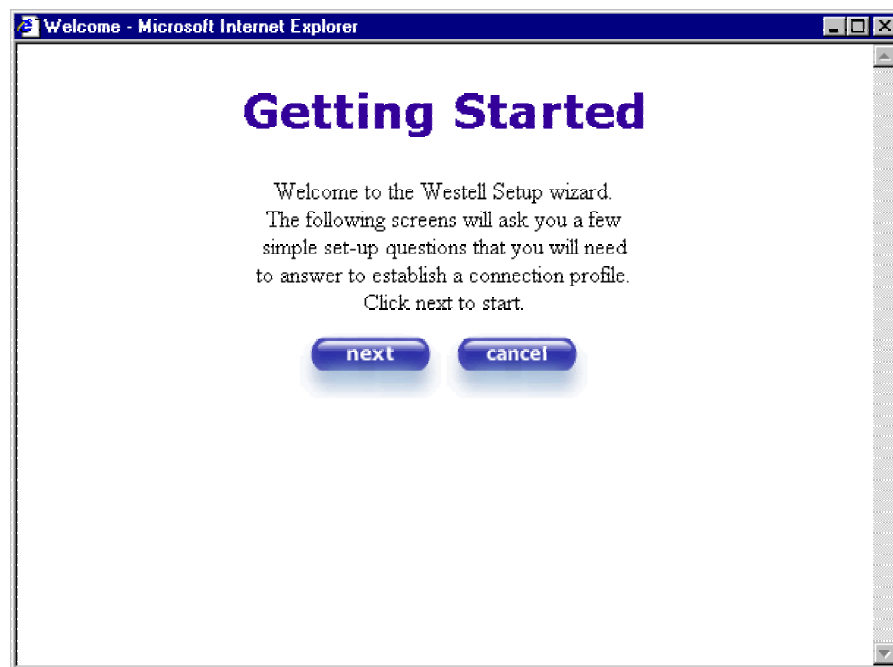 Welcome - Microsoft Internet Explorer
Getting Started
Welcome to the Westell Setup wizard.
The following screens will ask you a few
simple set-up questions that you will need
to answer to establish a connection profile.
Click next to start.
next cancel